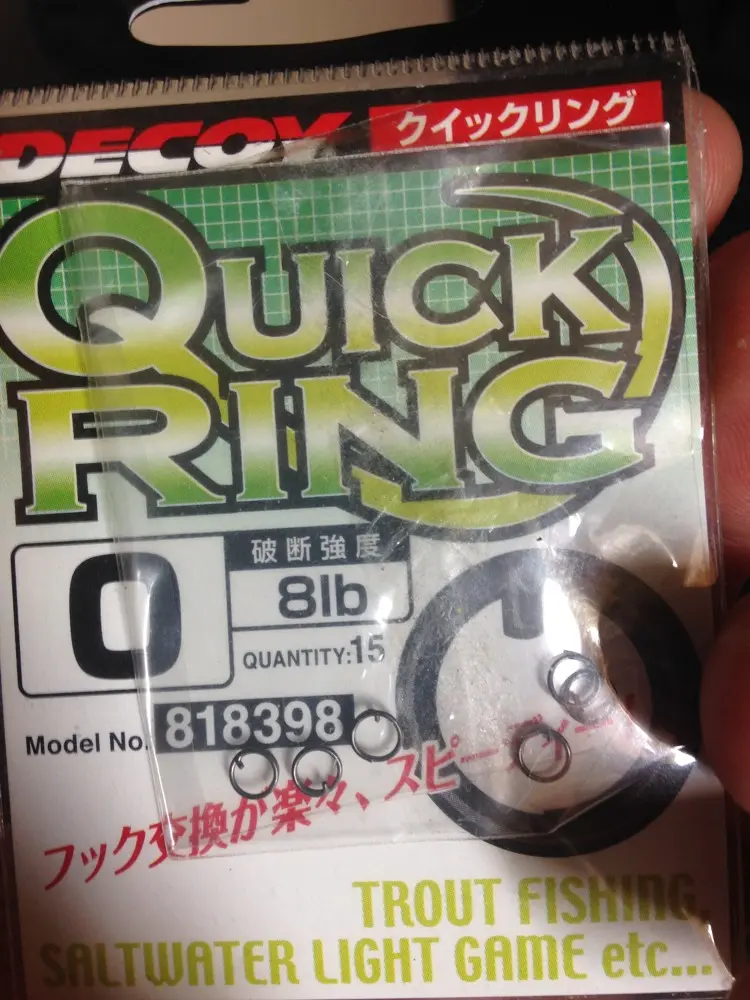 DECOY クイックリング
QUICK
RING
0
破断強度
8lb
QUANTITY:15
Model No. 818398
フック交換が楽々、スピーディー!
TROUT FISHING,
SALTWATER LIGHT GAME etc...